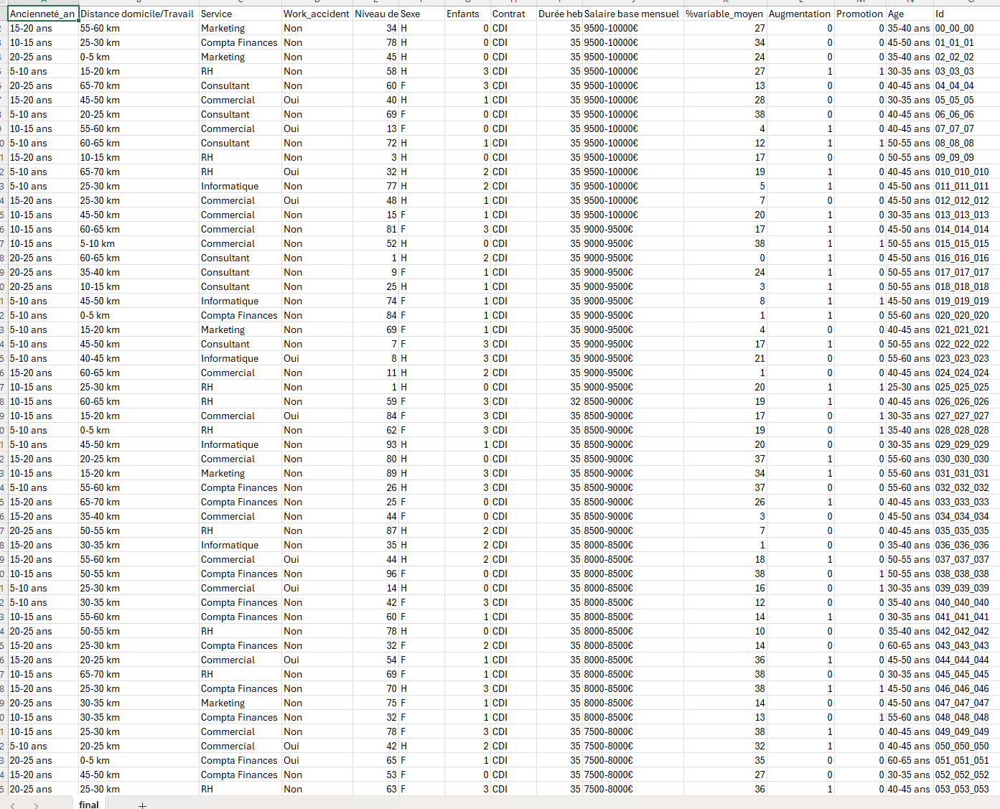 Ancienneté_an Distance domicile/Travail Service Work_accident Niveau de Sexe Enfants Contrat Durée heb Salaire base mensuel %variable_moyen Augmentation Promotion Age Id
15-20 ans 55-60 km Marketing Non 34 H 0 CDI 35 9500-10000€ 27 0 0 35-40 ans 00_00_00
10-15 ans 25-30 km Compta Finances Non 78 H 0 CDI 35 9500-10000€ 34 0 0 45-50 ans 01_01_01
20-25 ans 0-5 km Marketing Non 45 H 0 CDI 35 9500-10000€ 24 0 0 35-40 ans 02_02_02
5-10 ans 15-20 km RH Non 58 H 3 CDI 35 9500-10000€ 27 1 1 30-35 ans 03_03_03
20-25 ans 65-70 km Consultant Non 60 F 3 CDI 35 9500-10000€ 13 0 0 40-45 ans 04_04_04
15-20 ans 45-50 km Commercial Oui 40 H 1 CDI 35 9500-10000€ 28 0 0 30-35 ans 05_05_05
5-10 ans 20-25 km Consultant Non 69 F 0 CDI 35 9500-10000€ 38 0 0 40-45 ans 06_06_06
10-15 ans 55-60 km Commercial Oui 13 F 0 CDI 35 9500-10000€ 4 1 0 40-45 ans 07_07_07
5-10 ans 60-65 km Consultant Non 72 H 1 CDI 35 9500-10000€ 12 1 1 50-55 ans 08_08_08
15-20 ans 10-15 km RH Non 3 H 0 CDI 35 9500-10000€ 17 0 0 50-55 ans 09_09_09
5-10 ans 65-70 km RH Oui 32 H 2 CDI 35 9500-10000€ 19 1 0 40-45 ans 010_010_010
5-10 ans 25-30 km Informatique Non 77 H 2 CDI 35 9500-10000€ 5 1 0 45-50 ans 011_011_011
15-20 ans 25-30 km Commercial Oui 48 H 1 CDI 35 9500-10000€ 7 0 0 45-50 ans 012_012_012
10-15 ans 45-50 km Commercial Non 15 F 1 CDI 35 9500-10000€ 20 1 0 30-35 ans 013_013_013
10-15 ans 60-65 km Commercial Non 81 F 3 CDI 35 9000-9500€ 17 1 0 45-50 ans 014_014_014
10-15 ans 5-10 km Commercial Non 52 H 0 CDI 35 9000-9500€ 38 1 1 50-55 ans 015_015_015
20-25 ans 60-65 km Consultant Non 1 H 2 CDI 35 9000-9500€ 0 1 0 45-50 ans 016_016_016
20-25 ans 35-40 km Consultant Non 9 F 1 CDI 35 9000-9500€ 24 1 0 50-55 ans 017_017_017
20-25 ans 10-15 km Consultant Non 25 H 1 CDI 35 9000-9500€ 3 1 0 50-55 ans 018_018_018
5-10 ans 45-50 km Informatique Non 74 F 1 CDI 35 9000-9500€ 8 1 1 45-50 ans 019_019_019
5-10 ans 0-5 km Compta Finances Non 84 F 1 CDI 35 9000-9500€ 1 1 0 55-60 ans 020_020_020
5-10 ans 15-20 km Marketing Non 69 F 1 CDI 35 9000-9500€ 4 0 0 40-45 ans 021_021_021
5-10 ans 45-50 km Consultant Non 7 F 3 CDI 35 9000-9500€ 17 1 0 50-55 ans 022_022_022
5-10 ans 40-45 km Informatique Oui 8 H 3 CDI 35 9000-9500€ 21 0 0 55-60 ans 023_023_023
15-20 ans 60-65 km Commercial Non 11 H 2 CDI 35 9000-9500€ 1 0 0 40-45 ans 024_024_024
10-15 ans 25-30 km RH Non 1 H 0 CDI 35 9000-9500€ 20 1 1 25-30 ans 025_025_025
10-15 ans 60-65 km RH Non 59 F 3 CDI 32 8500-9000€ 19 1 0 40-45 ans 026_026_026
10-15 ans 15-20 km Commercial Oui 84 F 3 CDI 35 8500-9000€ 17 0 1 30-35 ans 027_027_027
5-10 ans 0-5 km RH Non 62 F 3 CDI 35 8500-9000€ 19 0 1 35-40 ans 028_028_028
5-10 ans 45-50 km Informatique Non 93 H 1 CDI 35 8500-9000€ 20 0 0 30-35 ans 029_029_029
15-20 ans 20-25 km Commercial Non 80 H 0 CDI 35 8500-9000€ 37 1 0 55-60 ans 030_030_030
10-15 ans 15-20 km Marketing Non 89 H 3 CDI 35 8500-9000€ 34 1 0 55-60 ans 031_031_031
5-10 ans 55-60 km Compta Finances Non 26 H 3 CDI 35 8500-9000€ 37 0 0 55-60 ans 032_032_032
15-20 ans 65-70 km Compta Finances Non 25 F 0 CDI 35 8500-9000€ 26 1 0 40-45 ans 033_033_033
15-20 ans 35-40 km Commercial Non 44 F 0 CDI 35 8500-9000€ 3 0 0 45-50 ans 034_034_034
20-25 ans 50-55 km RH Non 87 H 2 CDI 35 8500-9000€ 7 0 0 40-45 ans 035_035_035
15-20 ans 30-35 km Informatique Non 35 H 2 CDI 35 8000-8500€ 1 0 0 35-40 ans 036_036_036
15-20 ans 55-60 km Commercial Oui 44 H 2 CDI 35 8000-8500€ 18 1 0 50-55 ans 037_037_037
10-15 ans 50-55 km Compta Finances Non 96 F 0 CDI 35 8000-8500€ 38 0 1 50-55 ans 038_038_038
5-10 ans 25-30 km Commercial Oui 14 H 0 CDI 35 8000-8500€ 16 0 1 30-35 ans 039_039_039
5-10 ans 30-35 km Compta Finances Non 42 F 3 CDI 35 8000-8500€ 12 0 0 35-40 ans 040_040_040
10-15 ans 55-60 km Compta Finances Non 60 F 1 CDI 35 8000-8500€ 14 1 0 30-35 ans 041_041_041
20-25 ans 50-55 km RH Non 78 H 0 CDI 35 8000-8500€ 10 0 0 35-40 ans 042_042_042
15-20 ans 25-30 km Compta Finances Non 32 F 2 CDI 35 8000-8500€ 14 0 0 60-65 ans 043_043_043
15-20 ans 20-25 km Commercial Oui 54 F 1 CDI 35 8000-8500€ 36 1 0 45-50 ans 044_044_044
10-15 ans 65-70 km RH Non 69 F 1 CDI 35 8000-8500€ 38 0 0 30-35 ans 045_045_045
15-20 ans 25-30 km Compta Finances Non 70 H 3 CDI 35 8000-8500€ 38 1 1 45-50 ans 046_046_046
20-25 ans 30-35 km Marketing Non 75 F 1 CDI 35 8000-8500€ 14 0 0 45-50 ans 047_047_047
10-15 ans 30-35 km Compta Finances Non 32 F 1 CDI 35 8000-8500€ 13 0 1 55-60 ans 048_048_048
10-15 ans 25-30 km Commercial Non 78 F 3 CDI 35 7500-8000€ 38 1 0 40-45 ans 049_049_049
5-10 ans 20-25 km Commercial Oui 42 H 2 CDI 35 7500-8000€ 32 1 0 40-45 ans 050_050_050
20-25 ans 0-5 km Compta Finances Oui 65 F 1 CDI 35 7500-8000€ 35 0 0 60-65 ans 051_051_051
15-20 ans 45-50 km Compta Finances Non 53 F 0 CDI 35 7500-8000€ 27 0 0 30-35 ans 052_052_052
20-25 ans 25-30 km RH Non 63 F 3 CDI 35 7500-8000€ 36 1 0 40-45 ans 053_053_053
final